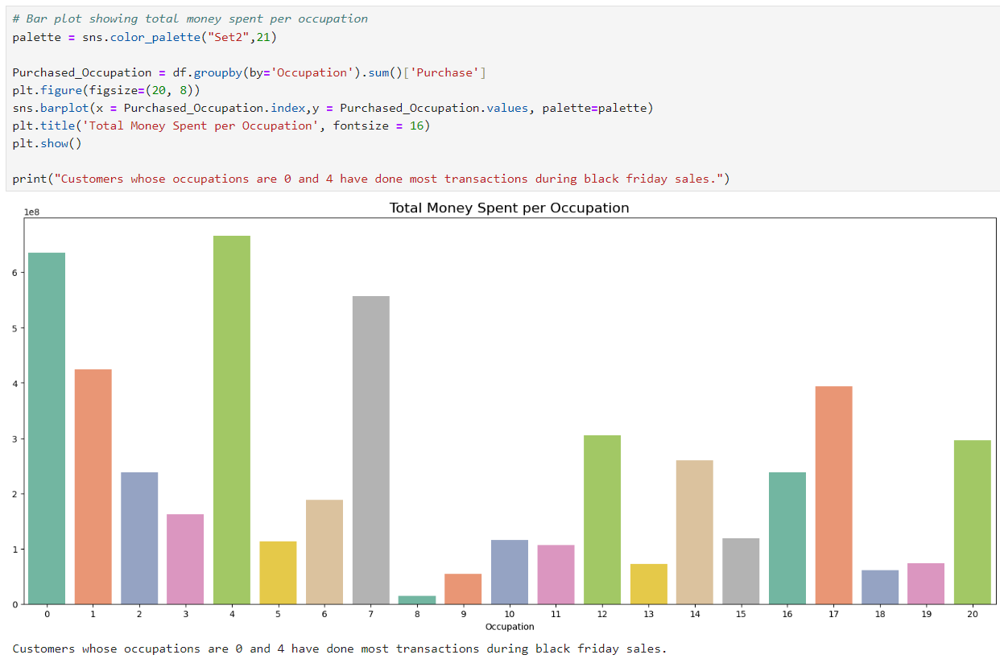 # Bar plot showing total money spent per occupation
palette = sns.color_palette("Set2",21)
Purchased_Occupation = df.groupby(by='Occupation').sum()['Purchase']
plt.figure(figsize=(20, 8))
sns.barplot(x = Purchased_Occupation.index,y = Purchased_Occupation.values, palette=palette)
plt.title('Total Money Spent per Occupation', fontsize = 16)
plt.show()
print("Customers whose occupations are 0 and 4 have done most transactions during black friday sales.")
Total Money Spent per Occupation
1e8
6
5
4
3
2
1
0
0 1 2 3 4 5 6 7 8 9 10 11 12 13 14 15 16 17 18 19 20
Occupation
Customers whose occupations are 0 and 4 have done most transactions during black friday sales.